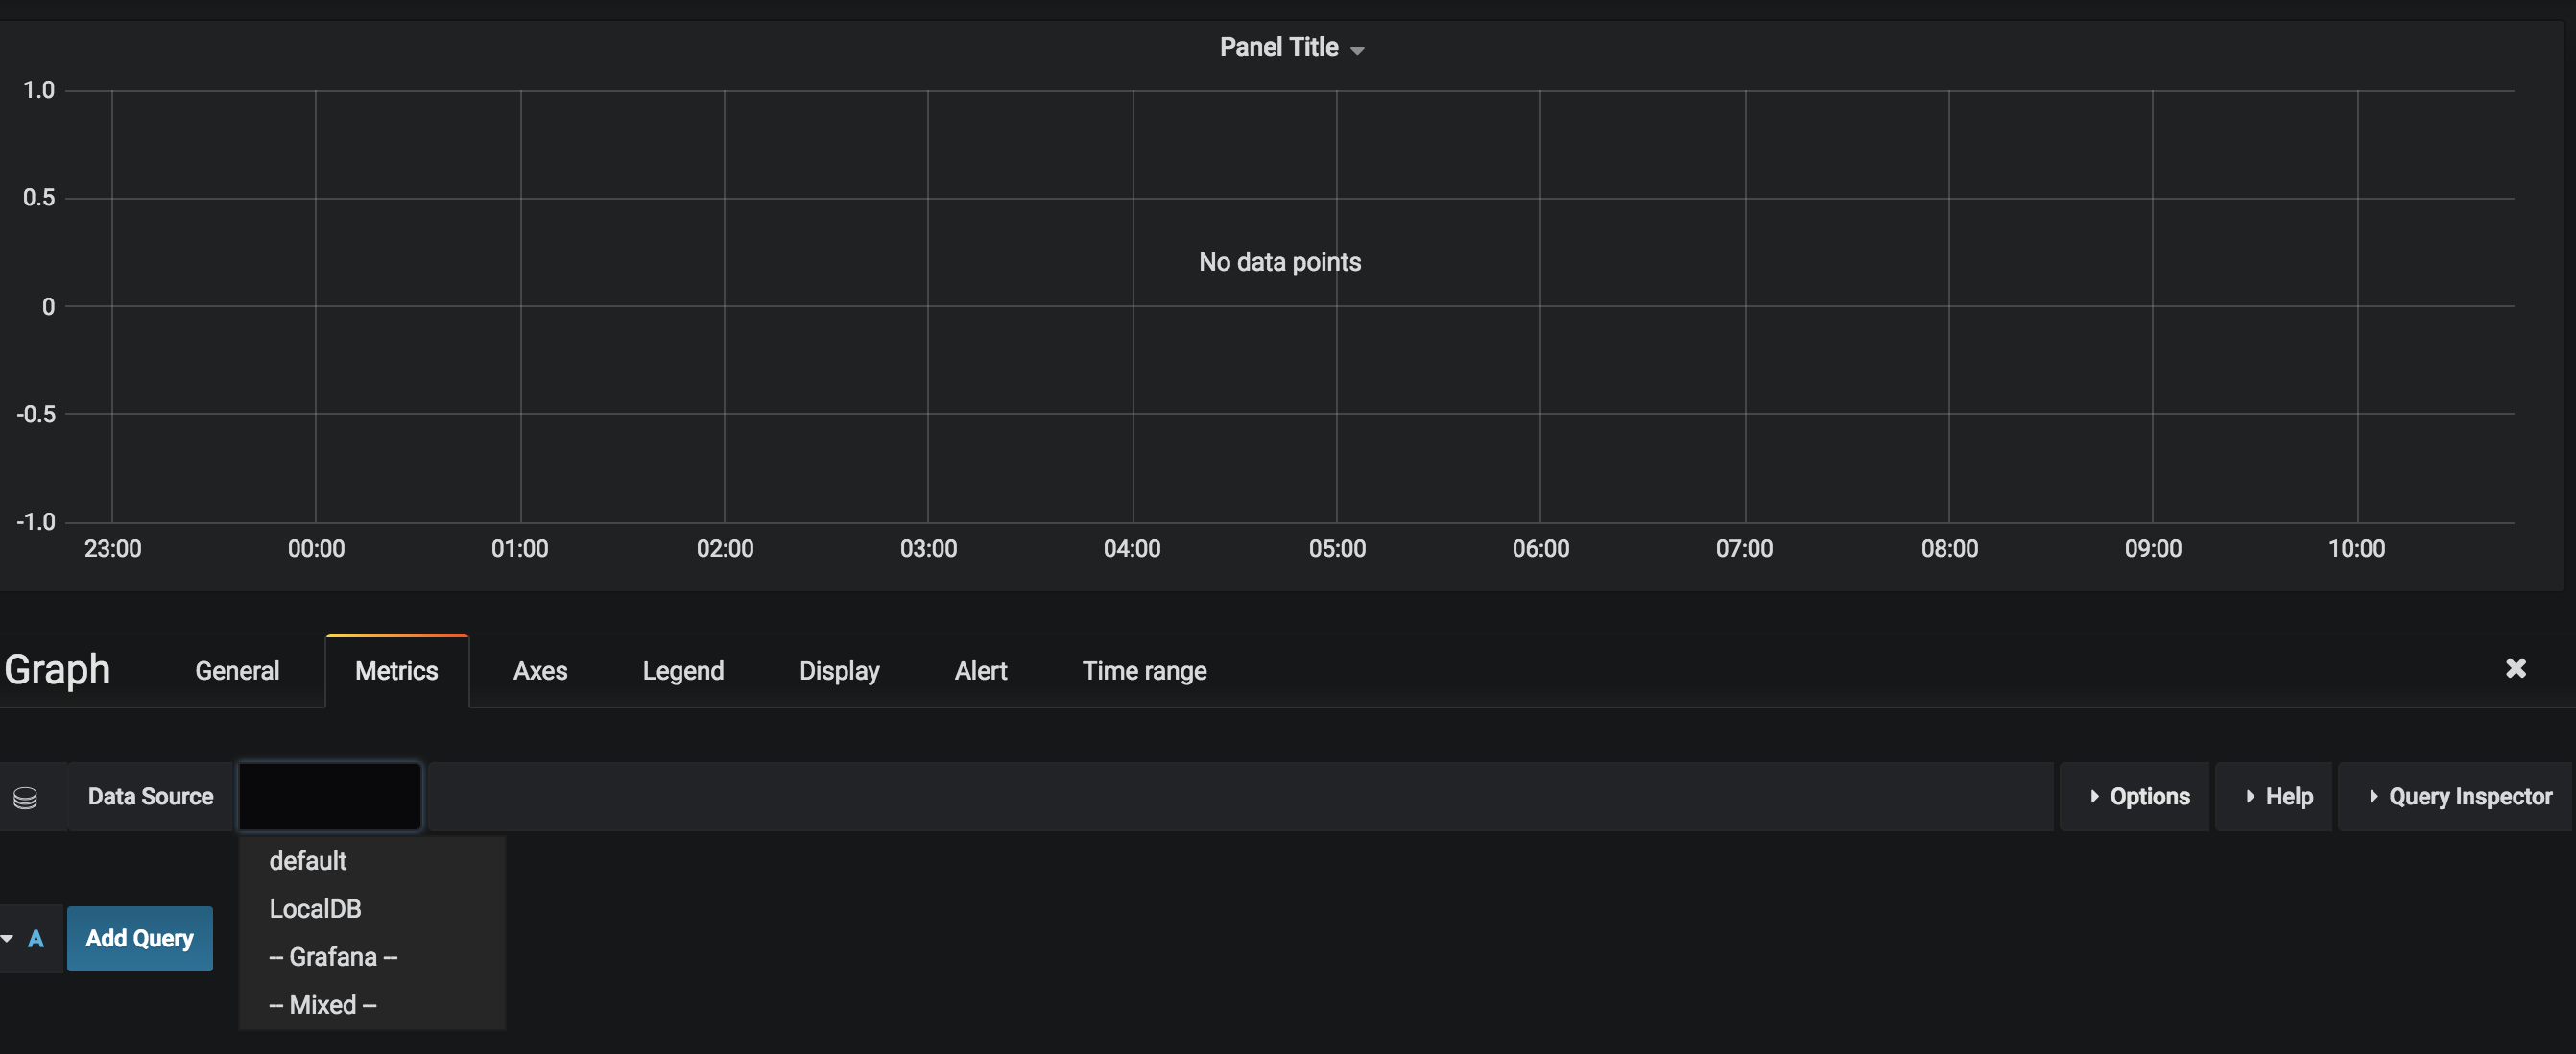 Panel Title
1.0
0.5
No data points
0
-0.5
-1.0
23:00 00:00 01:00 02:00 03:00 04:00 05:00 06:00 07:00 08:00 09:00 10:00
Graph General Metrics Axes Legend Display Alert Time range
Data Source Options Help Query Inspector
default
LocalDB
-- Grafana --
-- Mixed --
A Add Query